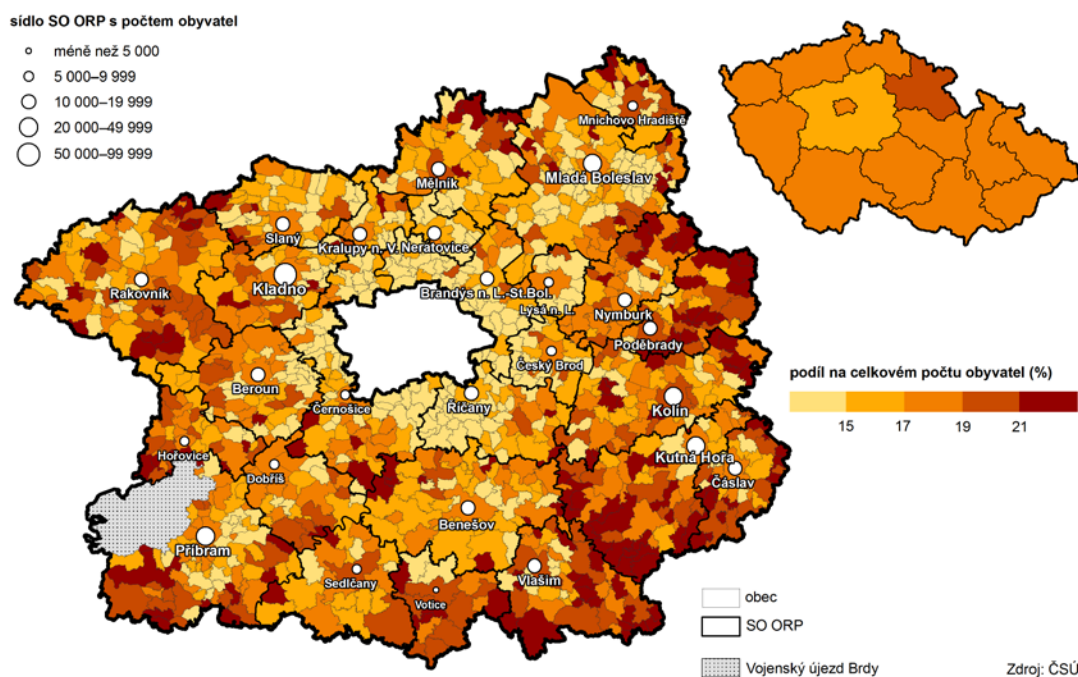 sídlo SO ORP s počtem obyvatel
méně než 5 000
5 000–9 999
10 000–19 999
20 000–49 999
50 000–99 999
Mnichovo Hradiště
Mělník
Mladá Boleslav
Slaný
Kralupy n. V.
Neratovice
Rakovník
Kladno
Brandýs n. L.-St.Bol.
Lysá n. L.
Nymburk
Poděbrady
Český Brod
Beroun
Černošice
Říčany
Kolín
podíl na celkovém počtu obyvatel (%)
15 17 19 21
Hořovice
Dobříš
Kutná Hořa
Čáslav
Benešov
Příbram
Sedlčany
Vlašim
Votice
obec
SO ORP
Vojenský újezd Brdy
Zdroj: ČSÚ